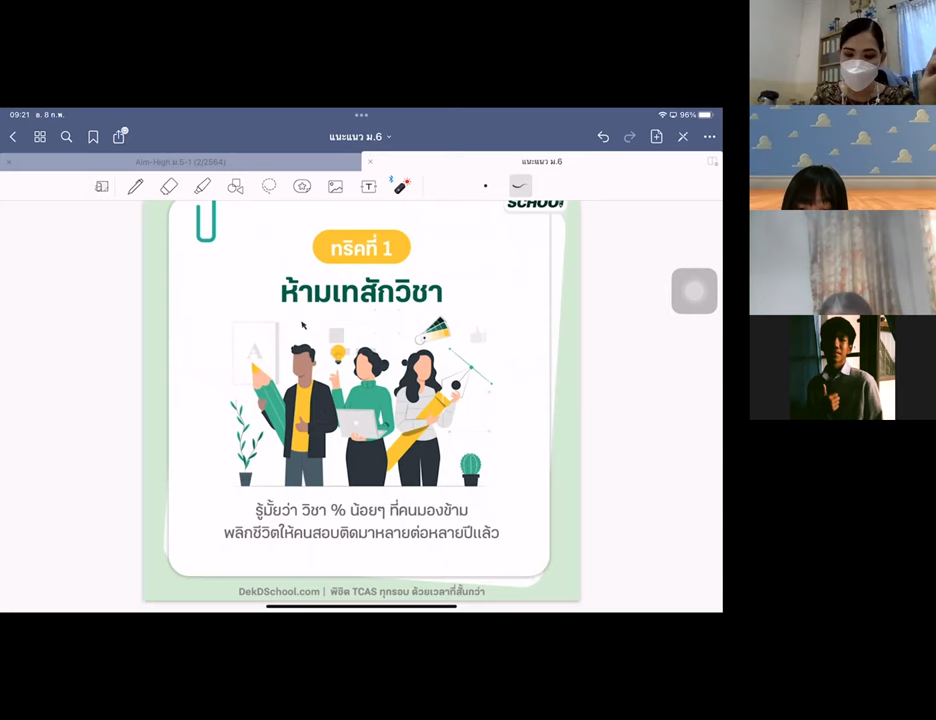 09:21 อ. 8 ก.พ.
96%
แนะแนว ม.6
Aim-High ม.5-1 (2/2564)
แนะแนว ม.6
SCHOOL
ทริคที่ 1
ห้ามเทสักวิชา
A
รู้มั้ยว่า วิชา % น้อยๆ ที่คนมองข้าม
พลิกชีวิตให้คนสอบติดมาหลายต่อหลายปีแล้ว
DekDSchool.com | พิชิต TCAS ทุกรอบ ด้วยเวลาที่สั้นกว่า